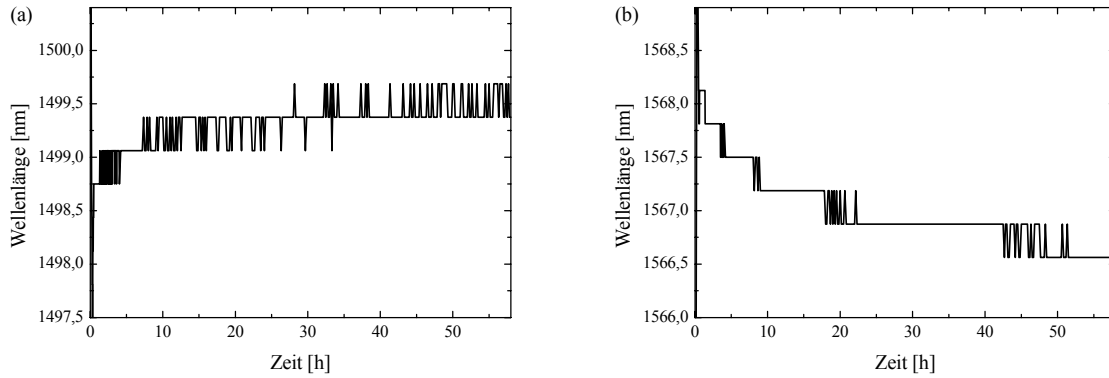 (a)
1500,0
1499,5
1499,0
1498,5
1498,0
1497,5
Wellenlänge [nm]
0 10 20 30 40 50
Zeit [h]
(b)
1568,5
1568,0
1567,5
1567,0
1566,5
1566,0
Wellenlänge [nm]
0 10 20 30 40 50
Zeit [h]